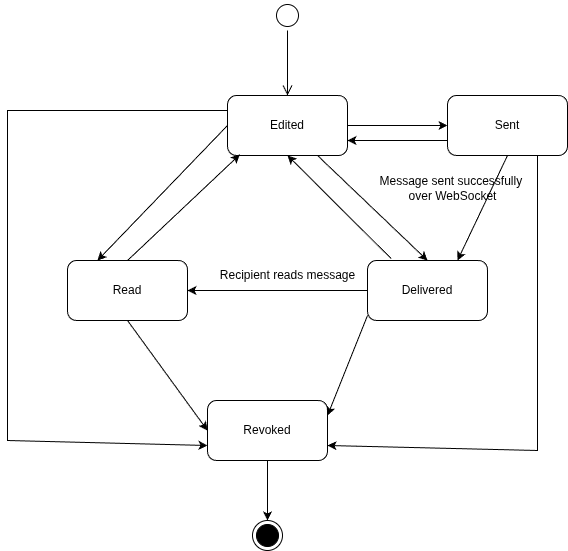 Edited
Sent
Message sent successfully
over WebSocket
Read
Recipient reads message
Delivered
Revoked